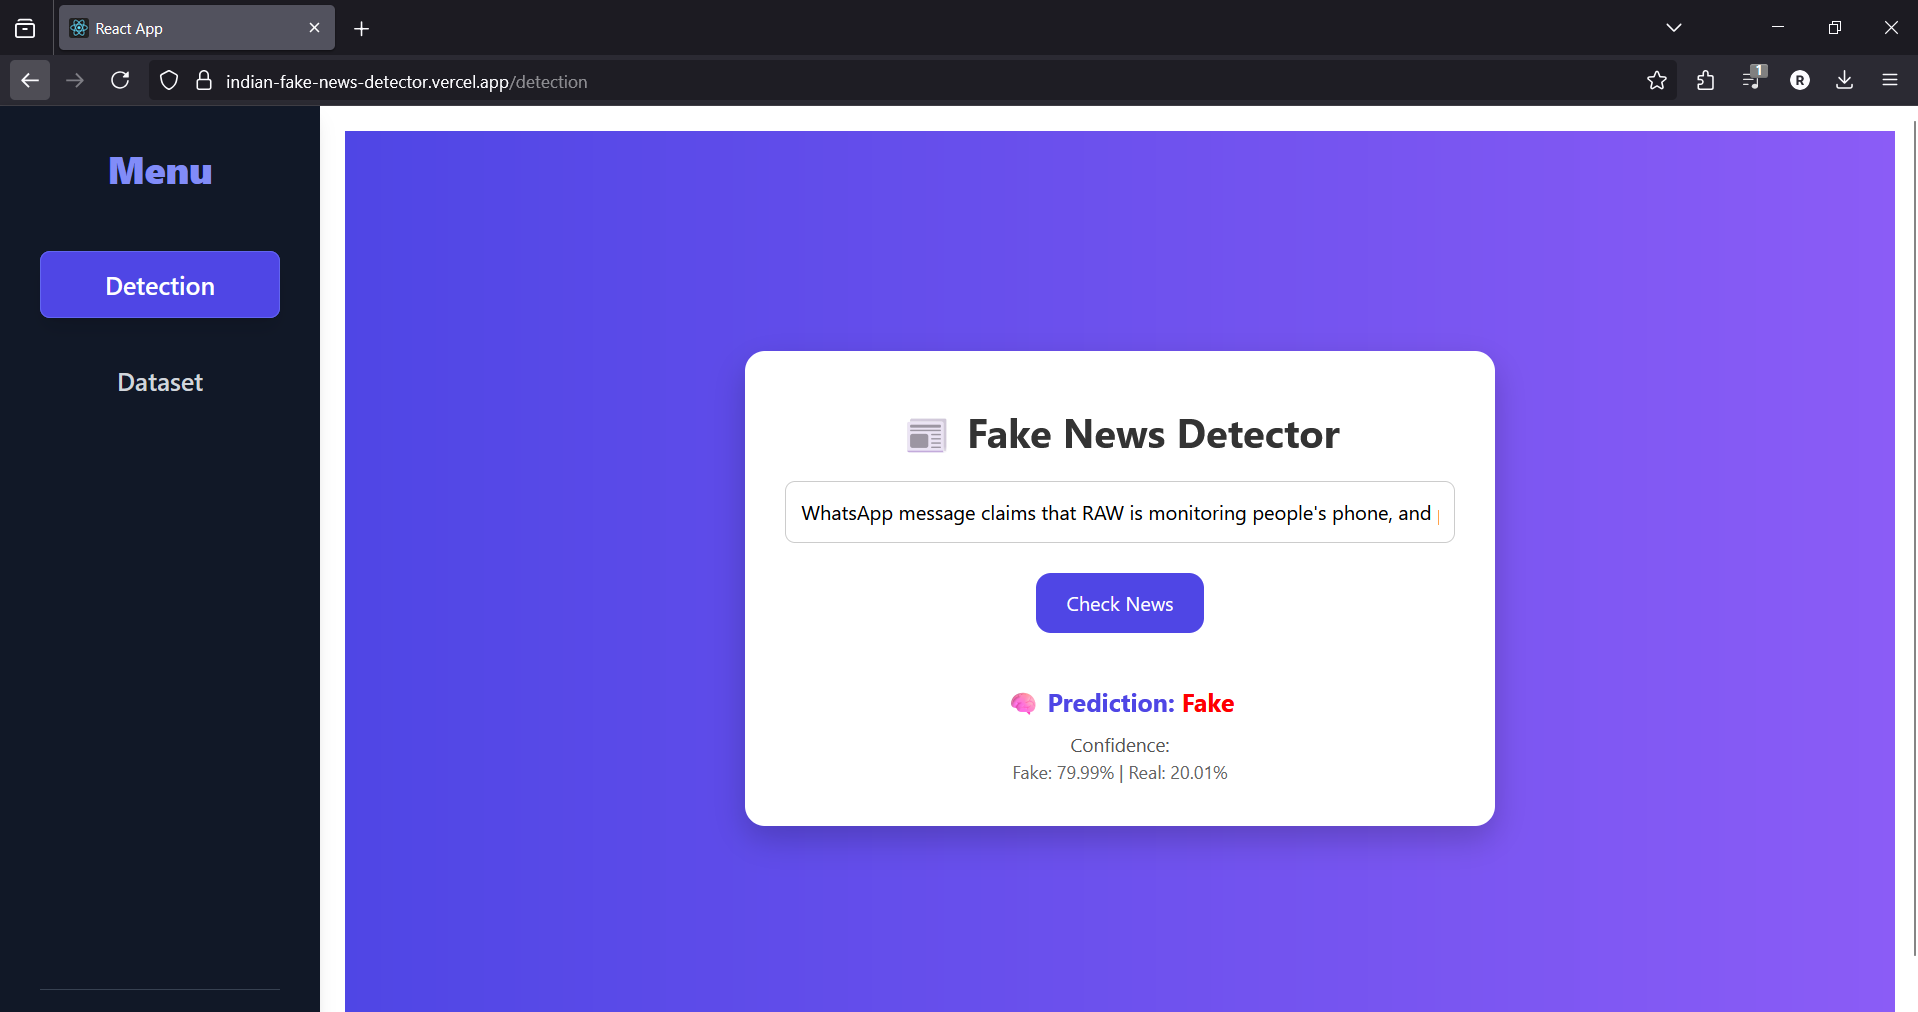 React App
1
indian-fake-news-detector.vercel.app/detection
R
Menu
Detection
Dataset
Fake News Detector
WhatsApp message claims that RAW is monitoring people's phone, and
Check News
Prediction: Fake
Confidence:
Fake: 79.99% | Real: 20.01%